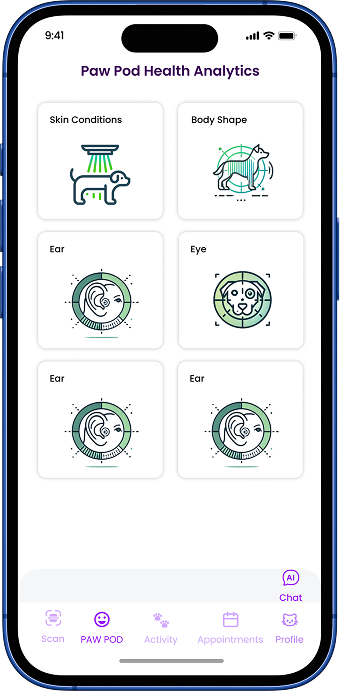 9:41
Paw Pod Health Analytics
Skin Conditions
Body Shape
Ear
Eye
Ear
Ear
AI
Chat
Scan
PAW POD
Activity
Appointments
Profile